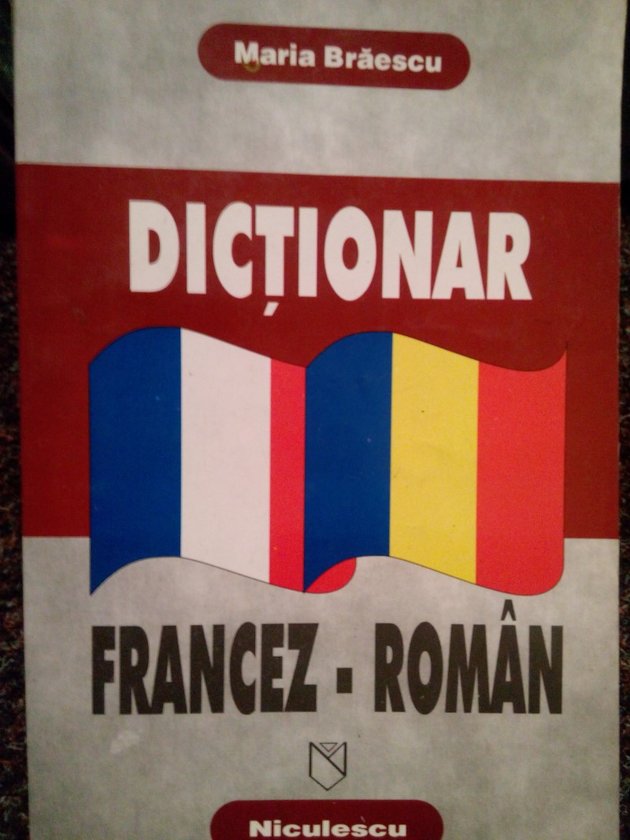 Maria Brăescu
DICȚIONAR
FRANCEZ - ROMÂN
Niculescu